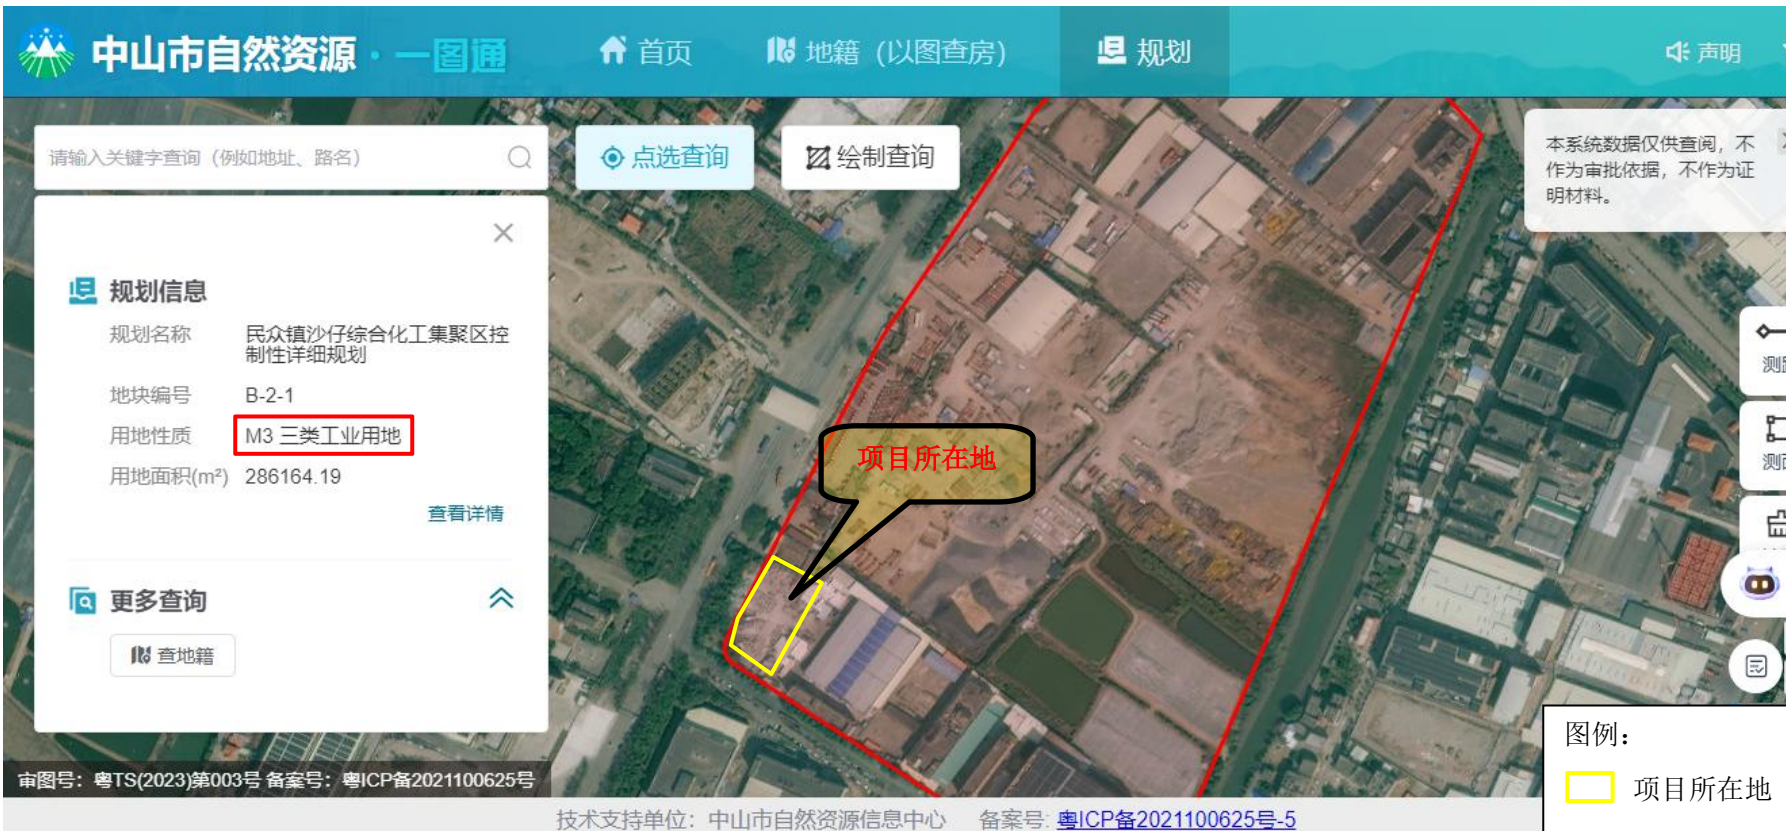 中山市自然资源·一图通
首页
地籍（以图查房）
规划
声明
请输入关键字查询（例如地址、路名）
点选查询
绘制查询
本系统数据仅供查阅，不
作为审批依据，不作为证
明材料。
规划信息
规划名称 民众镇沙仔综合化工集聚区控
制性详细规划
地块编号 B-2-1
用地性质 M3 三类工业用地
用地面积(m²) 286164.19
查看详情
更多查询
查地籍
项目所在地
测
测
图例：
项目所在地
审图号：粤TS(2023)第003号 备案号：粤ICP备2021100625号
技术支持单位：中山市自然资源信息中心 备案号: 粤ICP备2021100625号-5